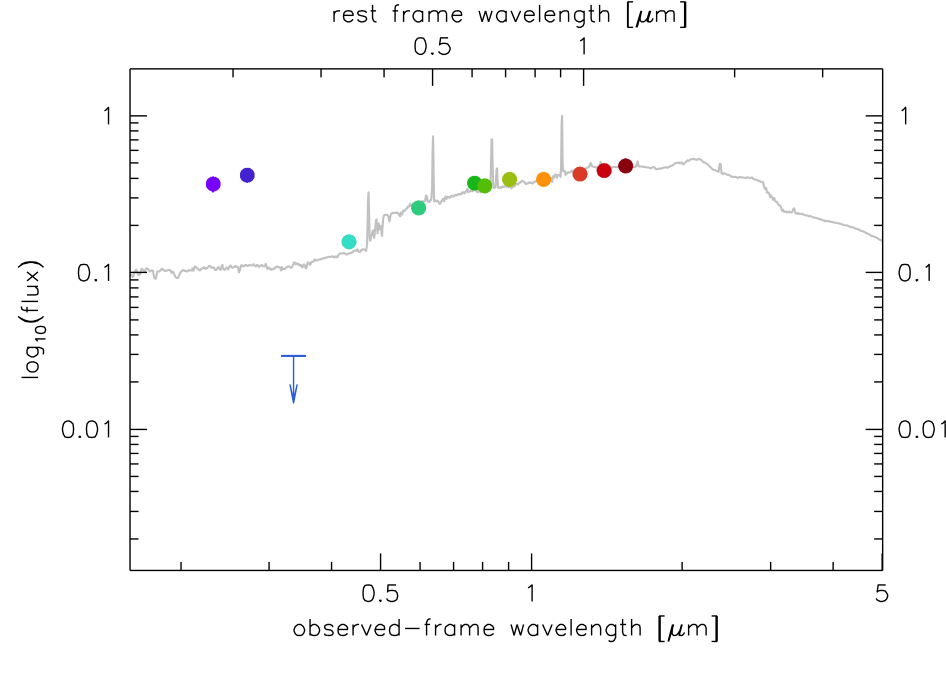 rest frame wavelength [μm]
0.5 1
1 1
0.1 0.1
log10(flux)
0.01 0.01
0.5 1 5
observed−frame wavelength [μm]